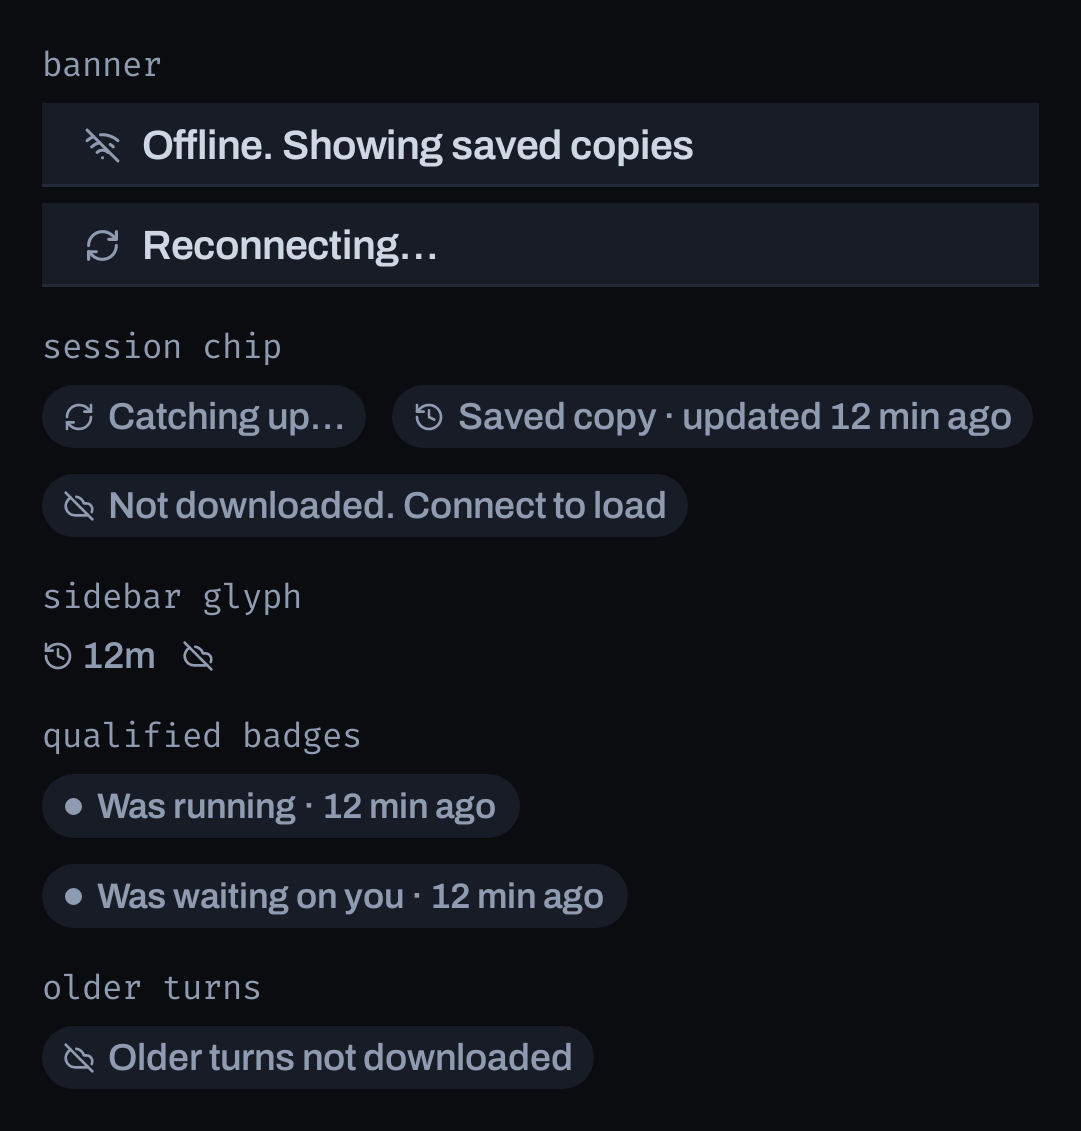 banner
Offline. Showing saved copies
Reconnecting…
session chip
Catching up…
Saved copy · updated 12 min ago
Not downloaded. Connect to load
sidebar glyph
12m
qualified badges
Was running · 12 min ago
Was waiting on you · 12 min ago
older turns
Older turns not downloaded